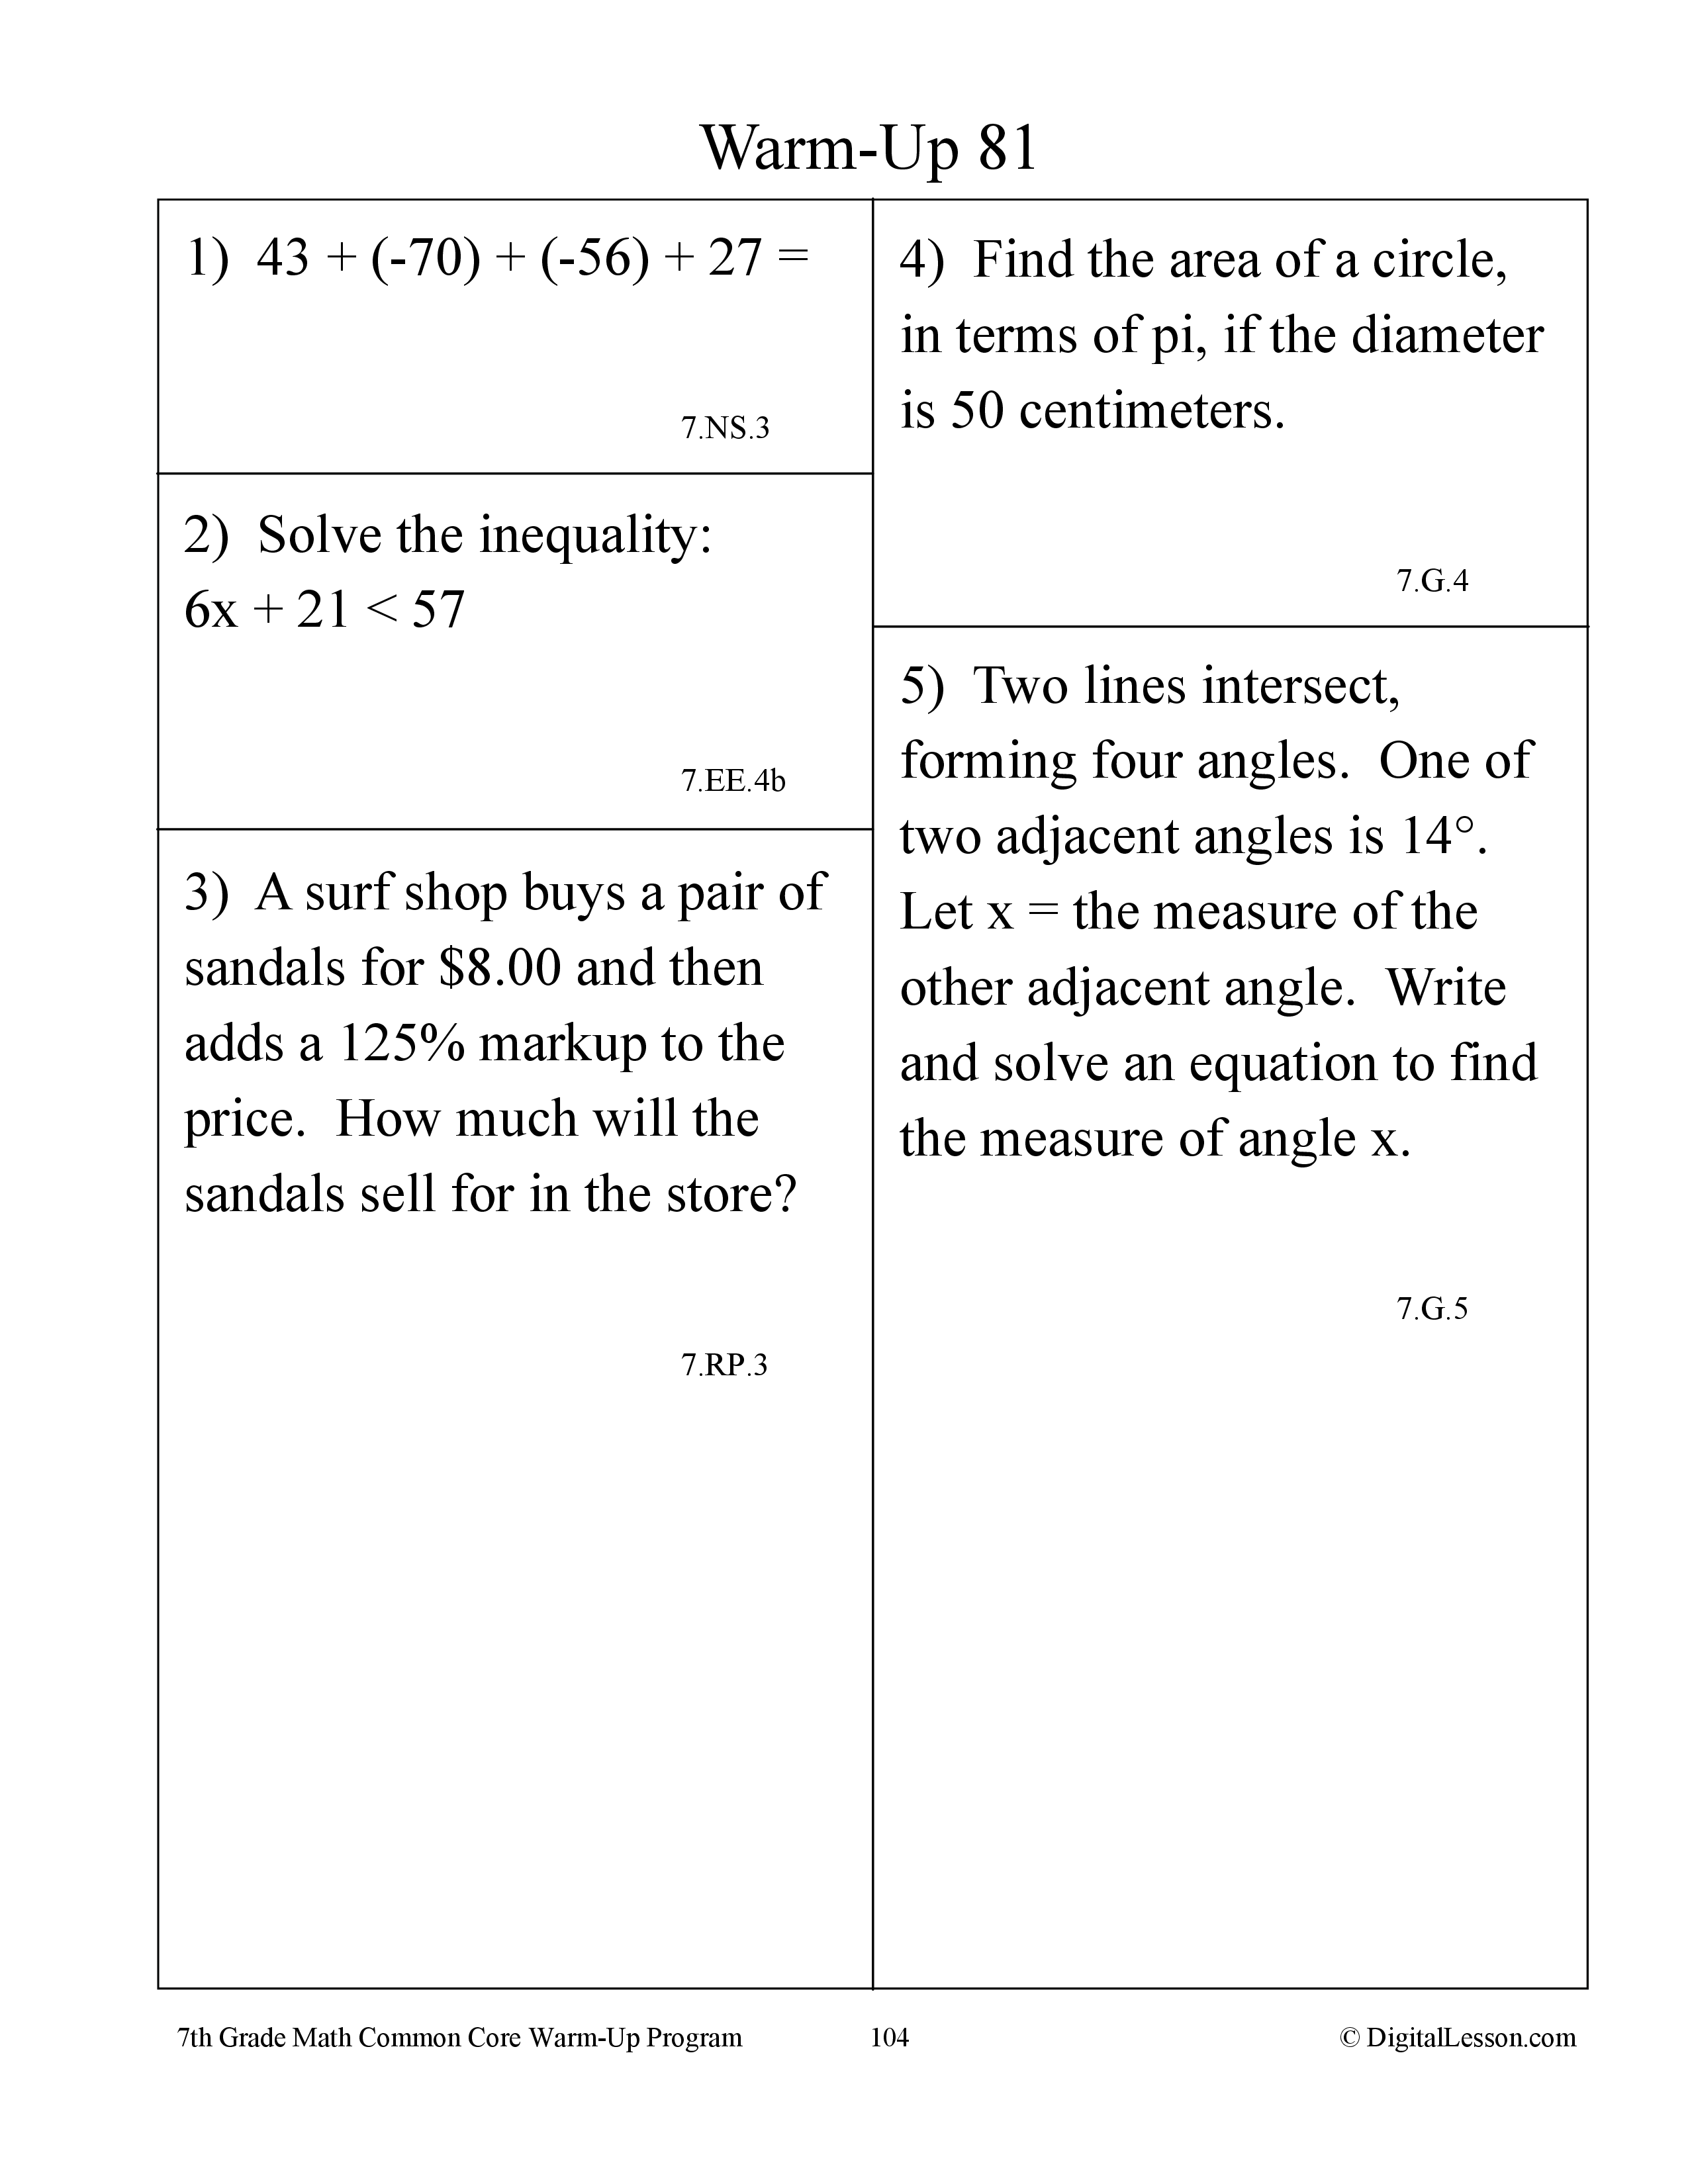 Warm-Up 81
1)  43 + (-70) + (-56) + 27 =
7.NS.3
2)  Solve the inequality:
6x + 21 < 57
7.EE.4b
3)  A surf shop buys a pair of
sandals for $8.00 and then
adds a 125% markup to the
price.  How much will the
sandals sell for in the store?
7.RP.3
4)  Find the area of a circle,
in terms of pi, if the diameter
is 50 centimeters.
7.G.4
5)  Two lines intersect,
forming four angles.  One of
two adjacent angles is 14°.
Let x = the measure of the
other adjacent angle.  Write
and solve an equation to find
the measure of angle x.
7.G.5
7th Grade Math Common Core Warm-Up Program
104
© DigitalLesson.com